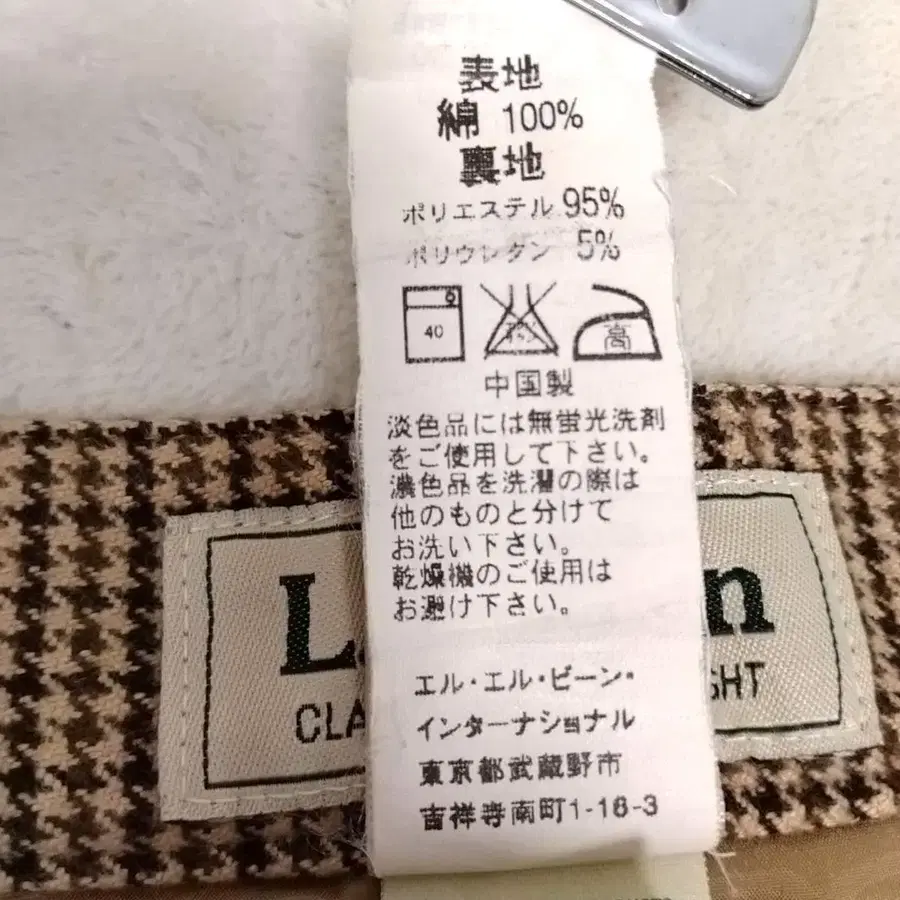 表地
綿 100%
裏地
ポリエステル 95%
ポリウレタン 5%
40
高
中国製
淡色品には無蛍光洗剤
をご使用して下さい。
濃色品を洗濯の際は
他のものと分けて
お洗い下さい。
乾燥機のご使用は
お避け下さい。
エル・エル・ビーン・
インターナショナル
東京都武蔵野市
吉祥寺南町1-16-3
L
n
CLA
GHT